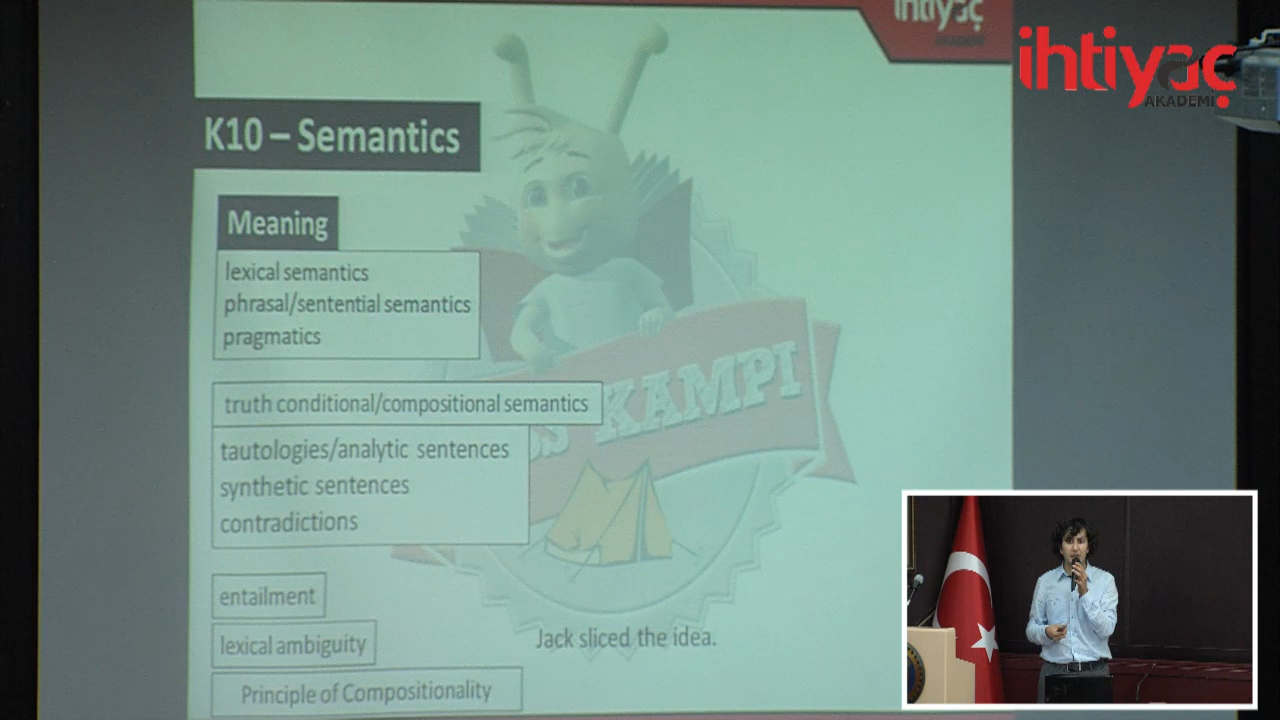 ihtiyaç
ihtiyaç
AKADEMİ
K10 – Semantics
Meaning
lexical semantics
phrasal/sentential semantics
pragmatics
KAMPI
truth conditional/compositional semantics
tautologies/analytic sentences
synthetic sentences
contradictions
entailment
lexical ambiguity
Jack sliced the idea.
Principle of Compositionality